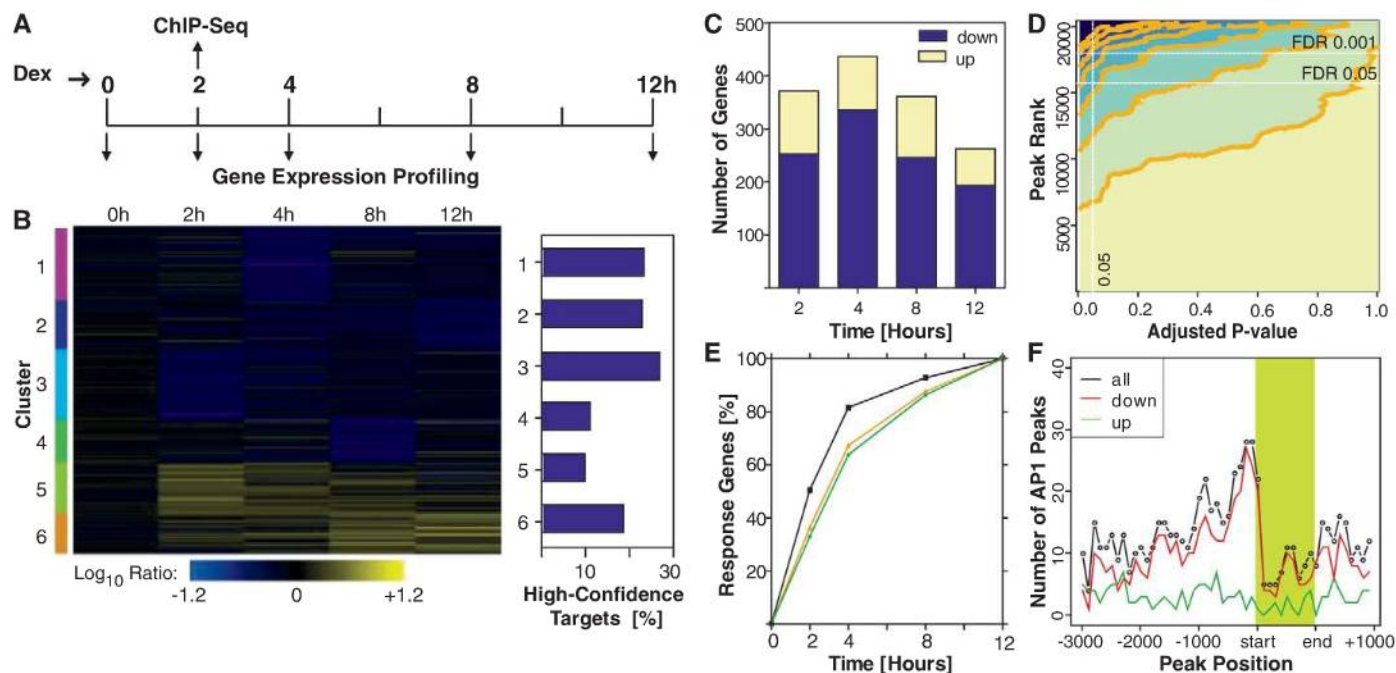 A
ChIP-Seq
Dex
0 2 4 8 12h
Gene Expression Profiling
B
0h 2h 4h 8h 12h
Cluster
1
2
3
4
5
6
Log10 Ratio:
-1.2 0 +1.2
1
2
3
4
5
6
10 20 30
High-Confidence
Targets [%]
C
500
400
300
200
100
Number of Genes
down
up
2 4 8 12
Time [Hours]
D
20000
15000
10000
5000
Peak Rank
FDR 0.001
FDR 0.05
0.05
0.0 0.2 0.4 0.6 0.8 1.0
Adjusted P-value
E
100
80
60
40
20
Response Genes [%]
0 2 4 8 12
Time [Hours]
F
40
30
20
10
0
Number of AP1 Peaks
all
down
up
-3000 -2000 -1000 start end +1000
Peak Position